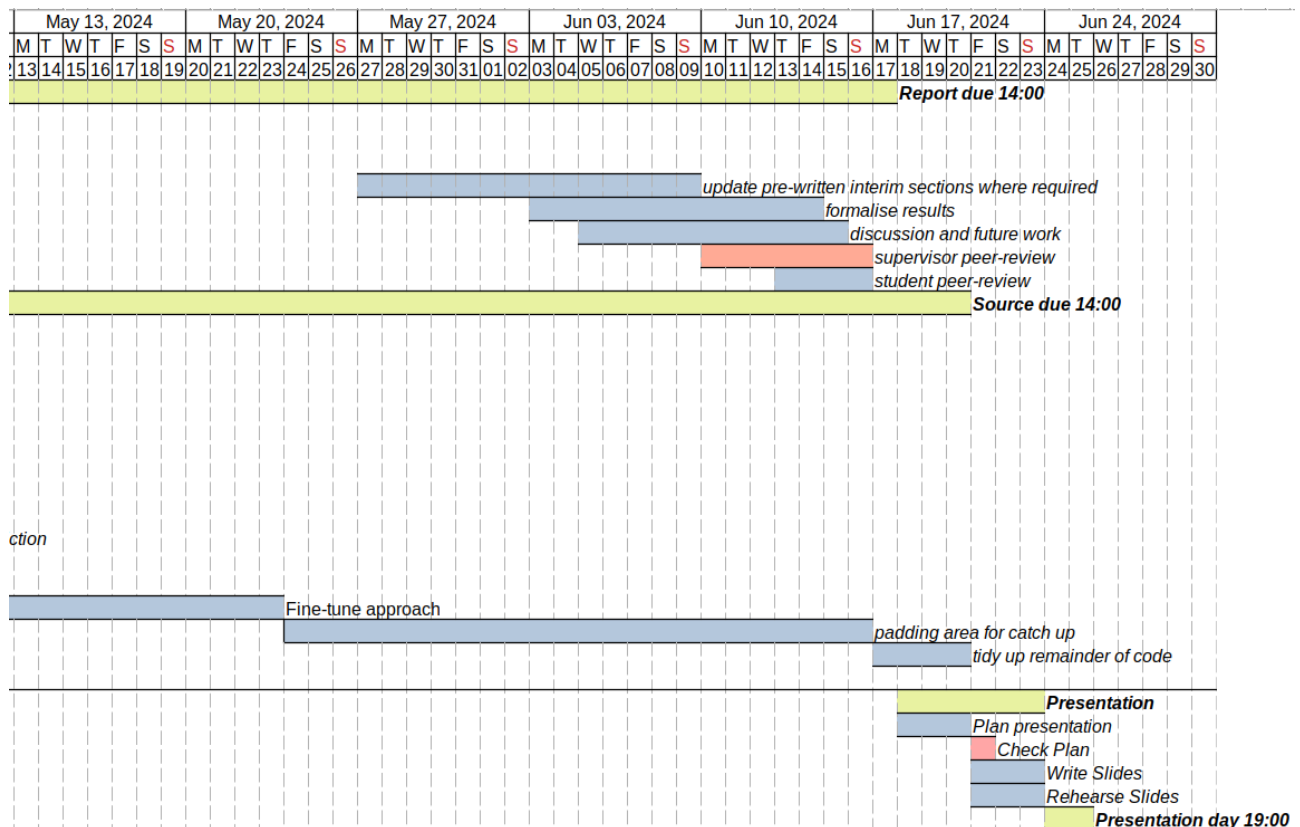 May 13, 2024 May 20, 2024 May 27, 2024 Jun 03, 2024 Jun 10, 2024 Jun 17, 2024 Jun 24, 2024
M T W T F S S M T W T F S S M T W T F S S M T W T F S S M T W T F S S M T W T F S S M T W T F S S
13 14 15 16 17 18 19 20 21 22 23 24 25 26 27 28 29 30 31 01 02 03 04 05 06 07 08 09 10 11 12 13 14 15 16 17 18 19 20 21 22 23 24 25 26 27 28 29 30
Report due 14:00
update pre-written interim sections where required
formalise results
discussion and future work
supervisor peer-review
student peer-review
Source due 14:00
ction
Fine-tune approach
padding area for catch up
tidy up remainder of code
Presentation
Plan presentation
Check Plan
Write Slides
Rehearse Slides
Presentation day 19:00